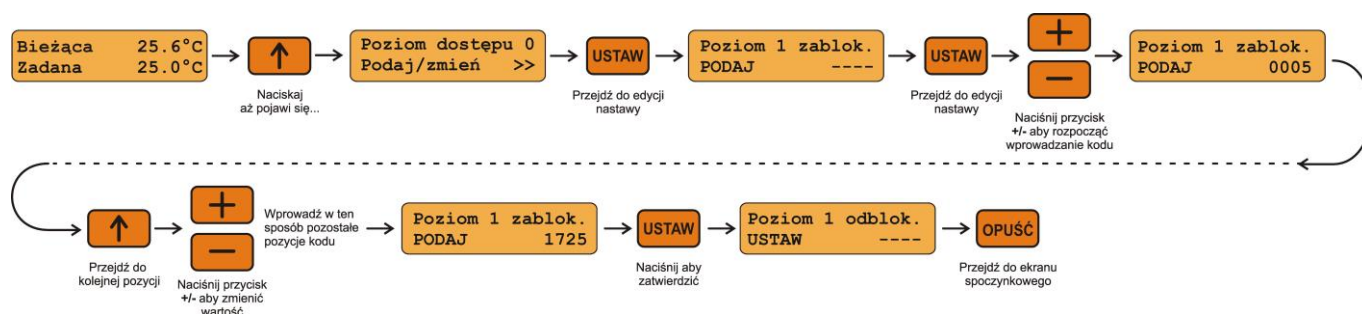 Bieżąca 25.6°C
Zadana 25.0°C
Naciskaj
aż pojawi się...
Poziom dostępu 0
Podaj/zmień >>
USTAW
Przejdź do edycji
nastawy
Poziom 1 zablok.
PODAJ ----
USTAW
Przejdź do edycji
nastawy
+
-
Naciśnij przycisk
+/- aby rozpocząć
wprowadzanie kodu
Poziom 1 zablok.
PODAJ 0005
Przejdź do
kolejnej pozycji
+
-
Naciśnij przycisk
+/- aby zmienić
wartość
Wprowadź w ten
sposób pozostałe
pozycje kodu
Poziom 1 zablok.
PODAJ 1725
USTAW
Naciśnij aby
zatwierdzić
Poziom 1 odblok.
USTAW ----
OPUŚĆ
Przejdź do ekranu
spoczynkowego